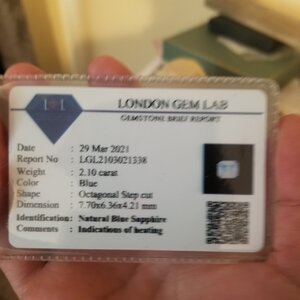 LGL
LONDON GEM LAB
GEMSTONE BRIEF REPORT
Date : 29 Mar 2021
Report No : LGL2103021338
Weight : 2.10 carat
Color : Blue
Shape : Octagonal Step cut
Dimension : 7.70x6.36x4.21 mm
Identification: Natural Blue Sapphire
Comments : Indications of heating